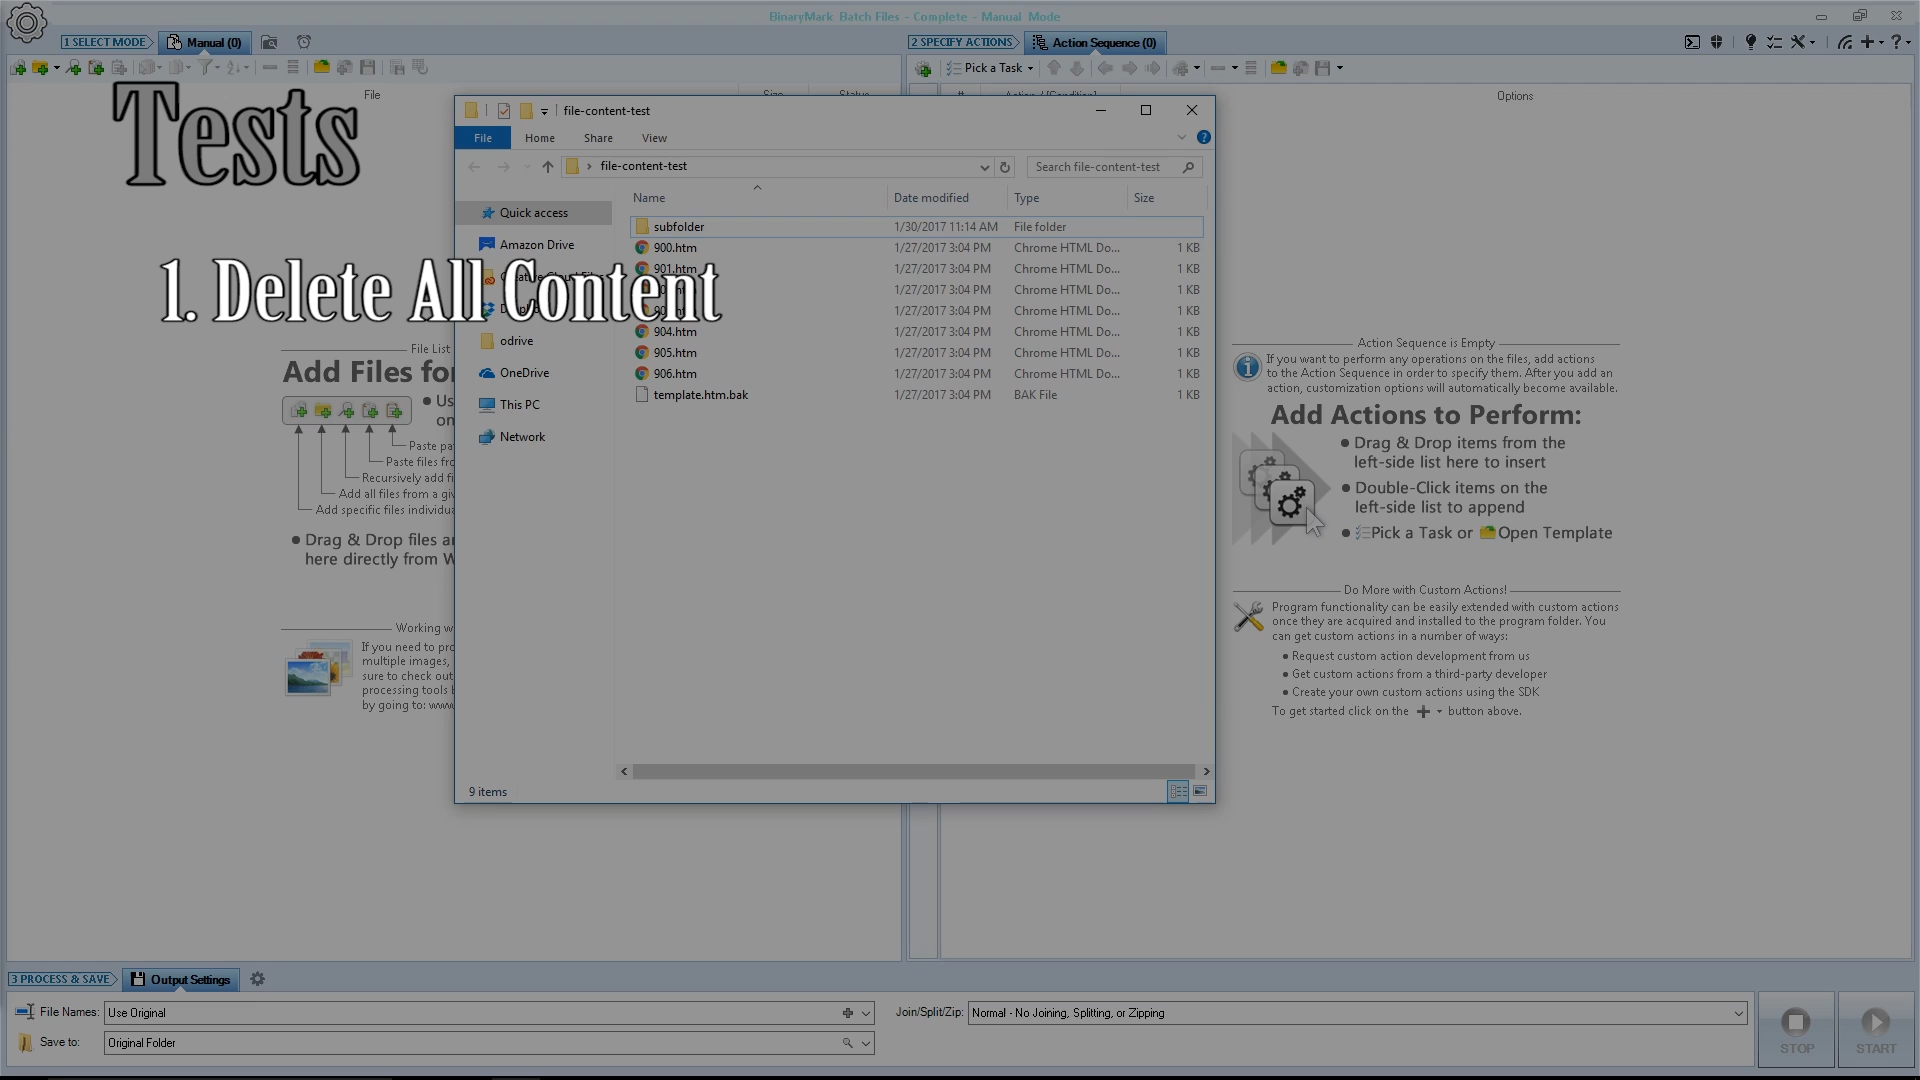 BinaryMark Batch Files - Complete - Manual Mode
1 SELECT MODE
Manual (0)
2 SPECIFY ACTIONS
Action Sequence (0)
Pick a Task
File
Size
Status
#
Action / [Condition]
Options
Tests
1. Delete All Content
file-content-test
File
Home
Share
View
file-content-test
Search file-content-test
Name
Date modified
Type
Size
Quick access
Amazon Drive
odrive
OneDrive
This PC
Network
subfolder 1/30/2017 11:14 AM File folder
900.htm 1/27/2017 3:04 PM Chrome HTML Do... 1 KB
901.htm 1/27/2017 3:04 PM Chrome HTML Do... 1 KB
1/27/2017 3:04 PM Chrome HTML Do... 1 KB
1/27/2017 3:04 PM Chrome HTML Do... 1 KB
904.htm 1/27/2017 3:04 PM Chrome HTML Do... 1 KB
905.htm 1/27/2017 3:04 PM Chrome HTML Do... 1 KB
906.htm 1/27/2017 3:04 PM Chrome HTML Do... 1 KB
template.htm.bak 1/27/2017 3:04 PM BAK File 1 KB
9 items
File List
Add Files fo
Us
on
Paste pa
Paste files fro
Recursively add fi
Add all files from a giv
Add specific files individua
Drag & Drop files a
here directly from W
Working w
If you need to pro
multiple images,
sure to check out
processing tools b
by going to: www
Action Sequence is Empty
If you want to perform any operations on the files, add actions
to the Action Sequence in order to specify them. After you add an
action, customization options will automatically become available.
Add Actions to Perform:
Drag & Drop items from the
left-side list here to insert
Double-Click items on the
left-side list to append
Pick a Task or Open Template
Do More with Custom Actions!
Program functionality can be easily extended with custom actions
once they are acquired and installed to the program folder. You
can get custom actions in a number of ways:
Request custom action development from us
Get custom actions from a third-party developer
Create your own custom actions using the SDK
To get started click on the + button above.
3 PROCESS & SAVE
Output Settings
File Names: Use Original
Save to: Original Folder
Join/Split/Zip: Normal - No Joining, Splitting, or Zipping
STOP
START